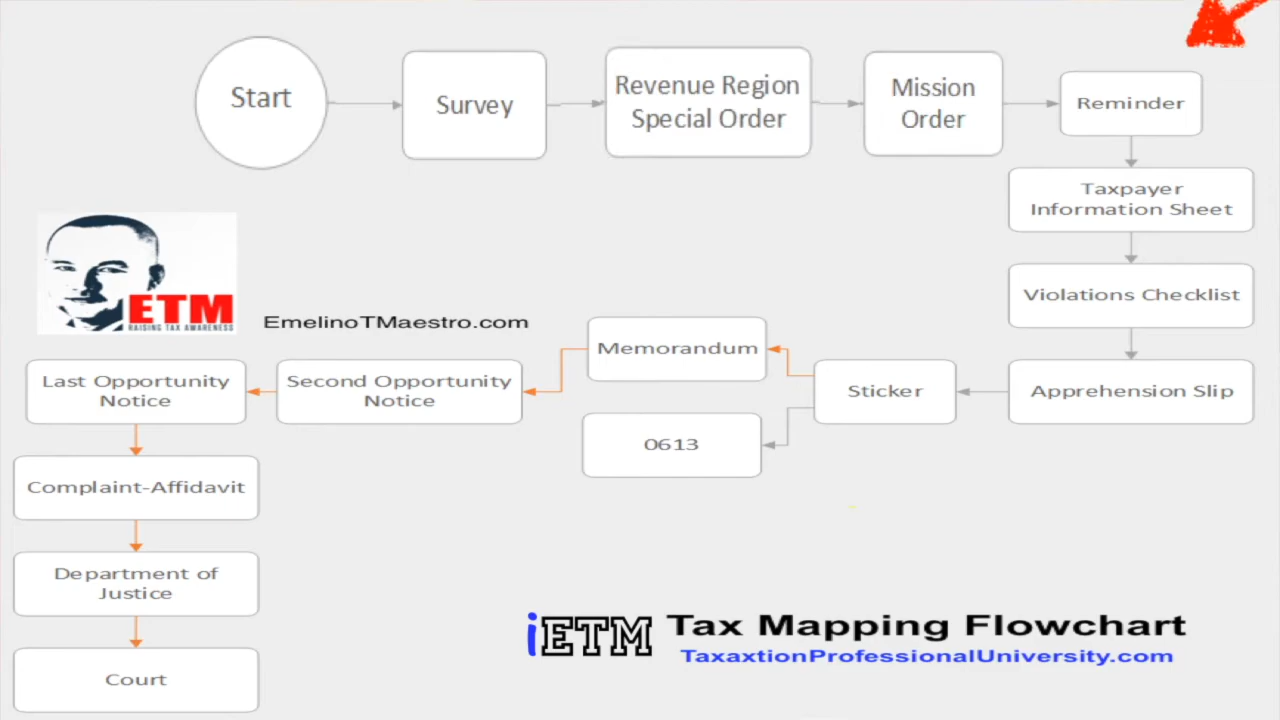 Start
Survey
Revenue Region
Special Order
Mission
Order
Reminder
Taxpayer
Information Sheet
Violations Checklist
Apprehension Slip
Sticker
Memorandum
0613
Second Opportunity
Notice
Last Opportunity
Notice
Complaint-Affidavit
Department of
Justice
Court
ETM
RAISING TAX AWARENESS
EmelinoTMaestro.com
iETM Tax Mapping Flowchart
TaxaxtionProfessionalUniversity.com